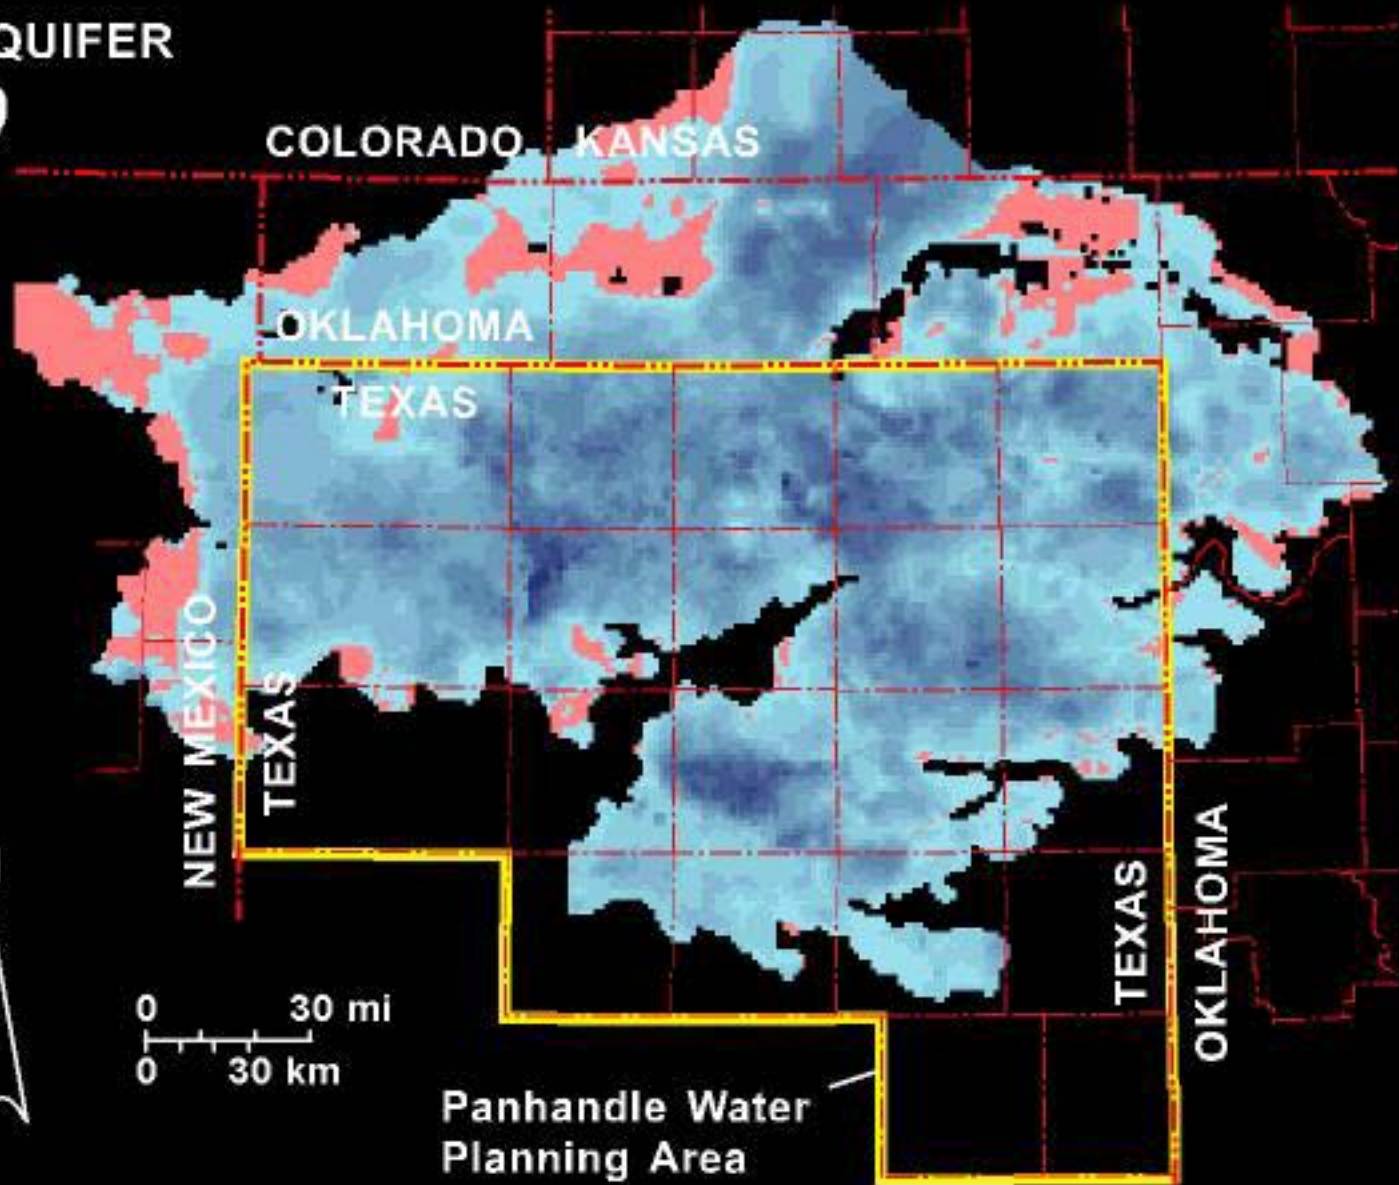 QUIFER
COLORADO KANSAS
OKLAHOMA
TEXAS
NEW MEXICO
TEXAS
TEXAS
OKLAHOMA
0 30 mi
0 30 km
Panhandle Water
Planning Area